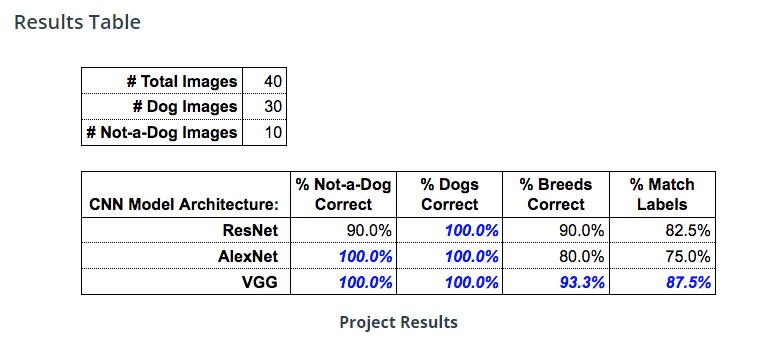 Results Table
# Total Images 40
# Dog Images 30
# Not-a-Dog Images 10
% Not-a-Dog % Dogs % Breeds % Match
CNN Model Architecture: Correct Correct Correct Labels
ResNet 90.0% 100.0% 90.0% 82.5%
AlexNet 100.0% 100.0% 80.0% 75.0%
VGG 100.0% 100.0% 93.3% 87.5%
Project Results